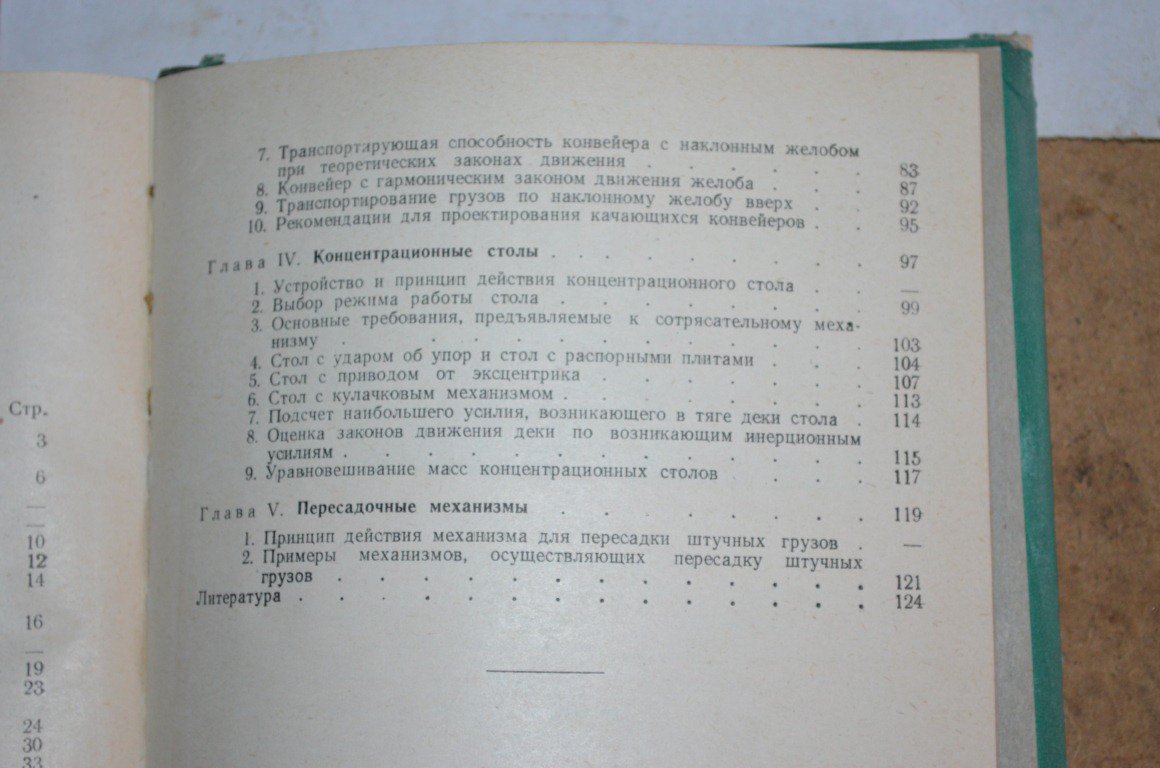 Стр.
3
6
—
—
10
12
14
16
—
19
23
24
30
33
7. Транспортирующая способность конвейера с наклонным желобом
при теоретических законах движения . . . . . . 83
8. Конвейер с гармоническим законом движения желоба . . . 87
9. Транспортирование грузов по наклонному желобу вверх . . 92
10. Рекомендации для проектирования качающихся конвейеров . . 95
Глава IV. Концентрационные столы . . . . . . . . 97
1. Устройство и принцип действия концентрационного стола . . —
2. Выбор режима работы стола . . . . . . . . 99
3. Основные требования, предъявляемые к сотрясательному меха-
низму . . . . . . . . . . . . 103
4. Стол с ударом об упор и стол с распорными плитами . . . 104
5. Стол с приводом от эксцентрика . . . . . . . 107
6. Стол с кулачковым механизмом . . . . . . . . 113
7. Подсчет наибольшего усилия, возникающего в тяге деки стола . 114
8. Оценка законов движения деки по возникающим инерционным
усилиям . . . . . . . . . . . . . 115
9. Уравновешивание масс концентрационных столов . . . . 117
Глава V. Пересадочные механизмы . . . . . . . . 119
1. Принцип действия механизма для пересадки штучных грузов . —
2. Примеры механизмов, осуществляющих пересадку штучных
грузов . . . . . . . . . . . . . 121
Литература . . . . . . . . . . . . . . 124